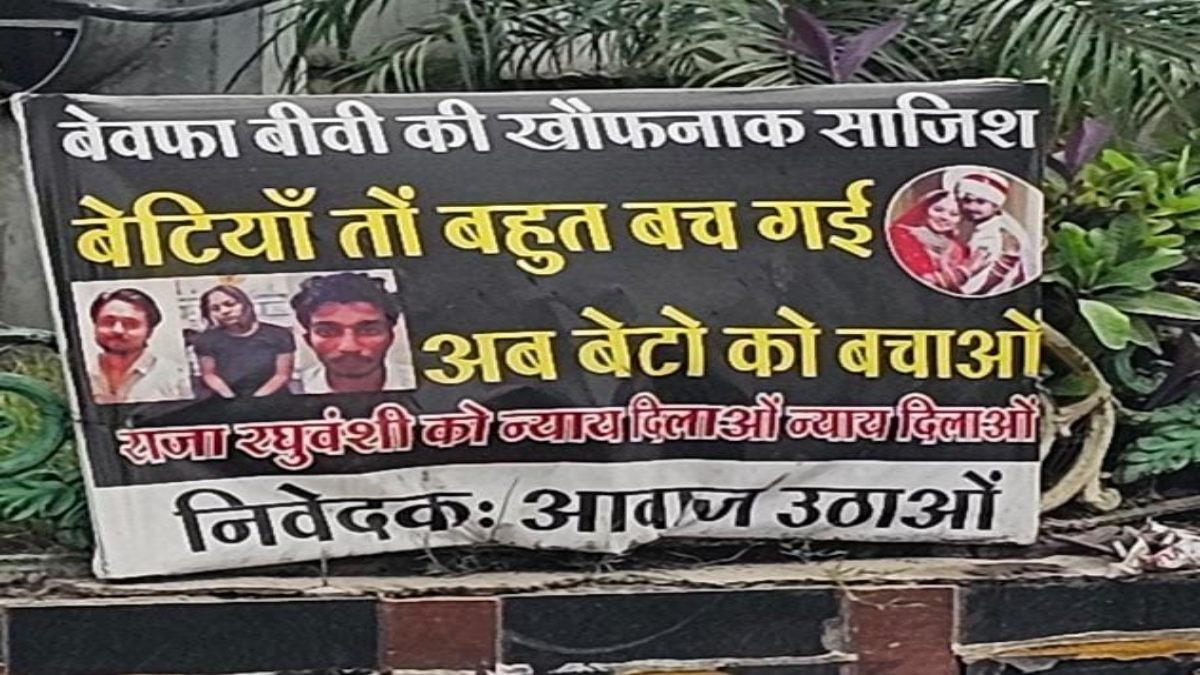 बेवफा बीवी की खौफनाक साजिश
बेटियाँ तों बहुत बच गई
अब बेटो को बचाओं
राजा रघुवंशी को न्याय दिलाओं न्याय दिलाओं
निवेदक: आवाज उठाओं